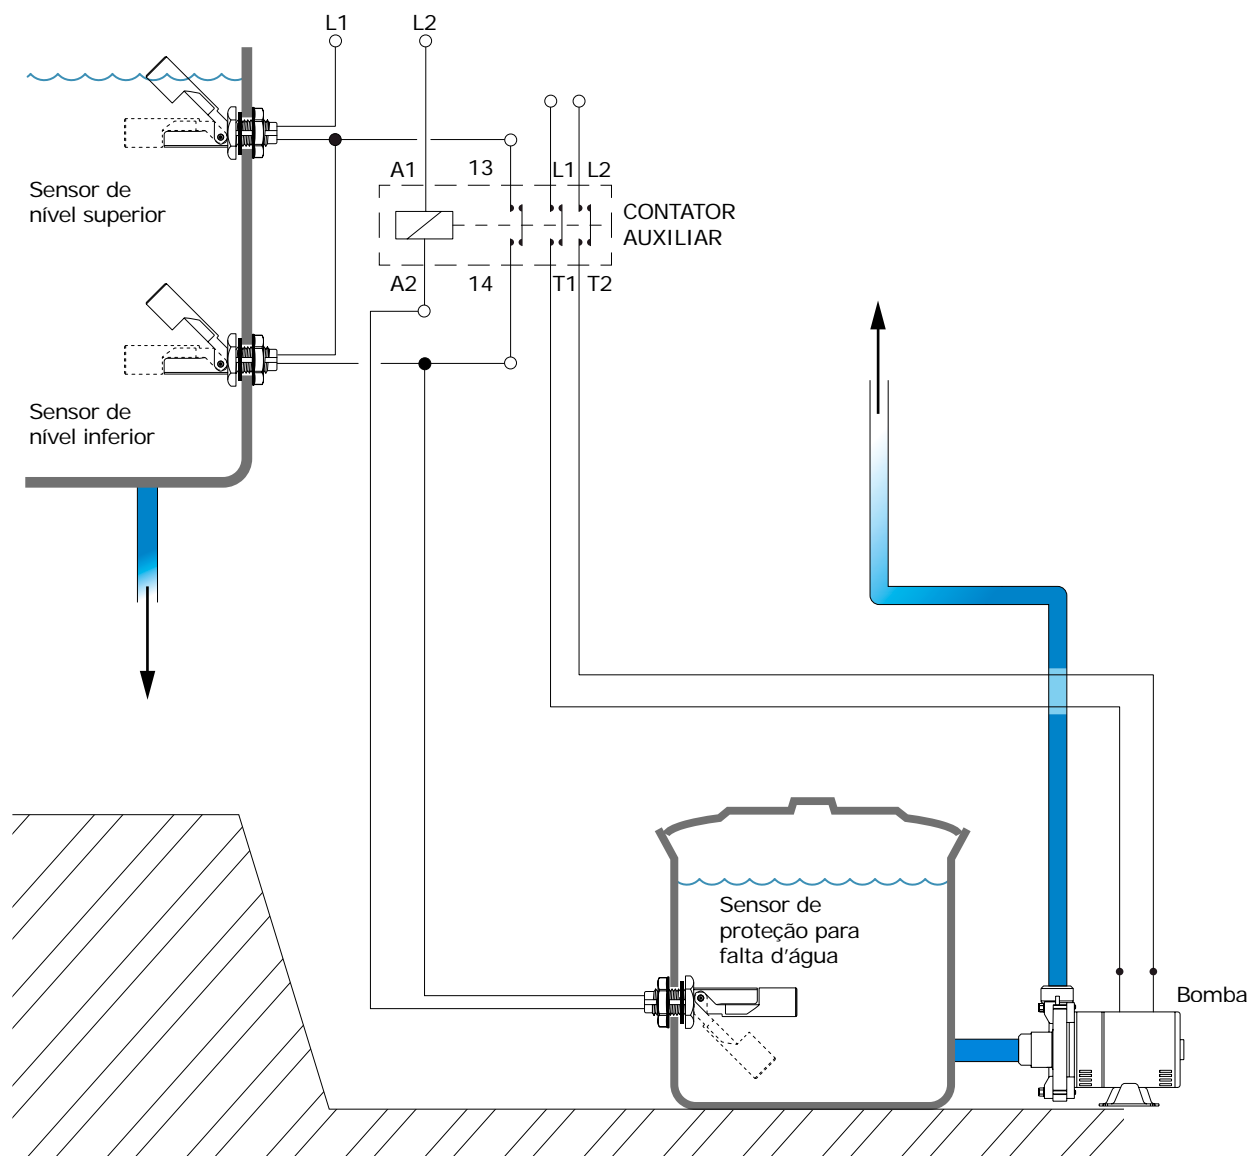 L1 L2
Sensor de
nível superior
A1 13 L1 L2
CONTATOR
AUXILIAR
A2 14 T1 T2
Sensor de
nível inferior
Sensor de
proteção para
falta d'água
Bomba